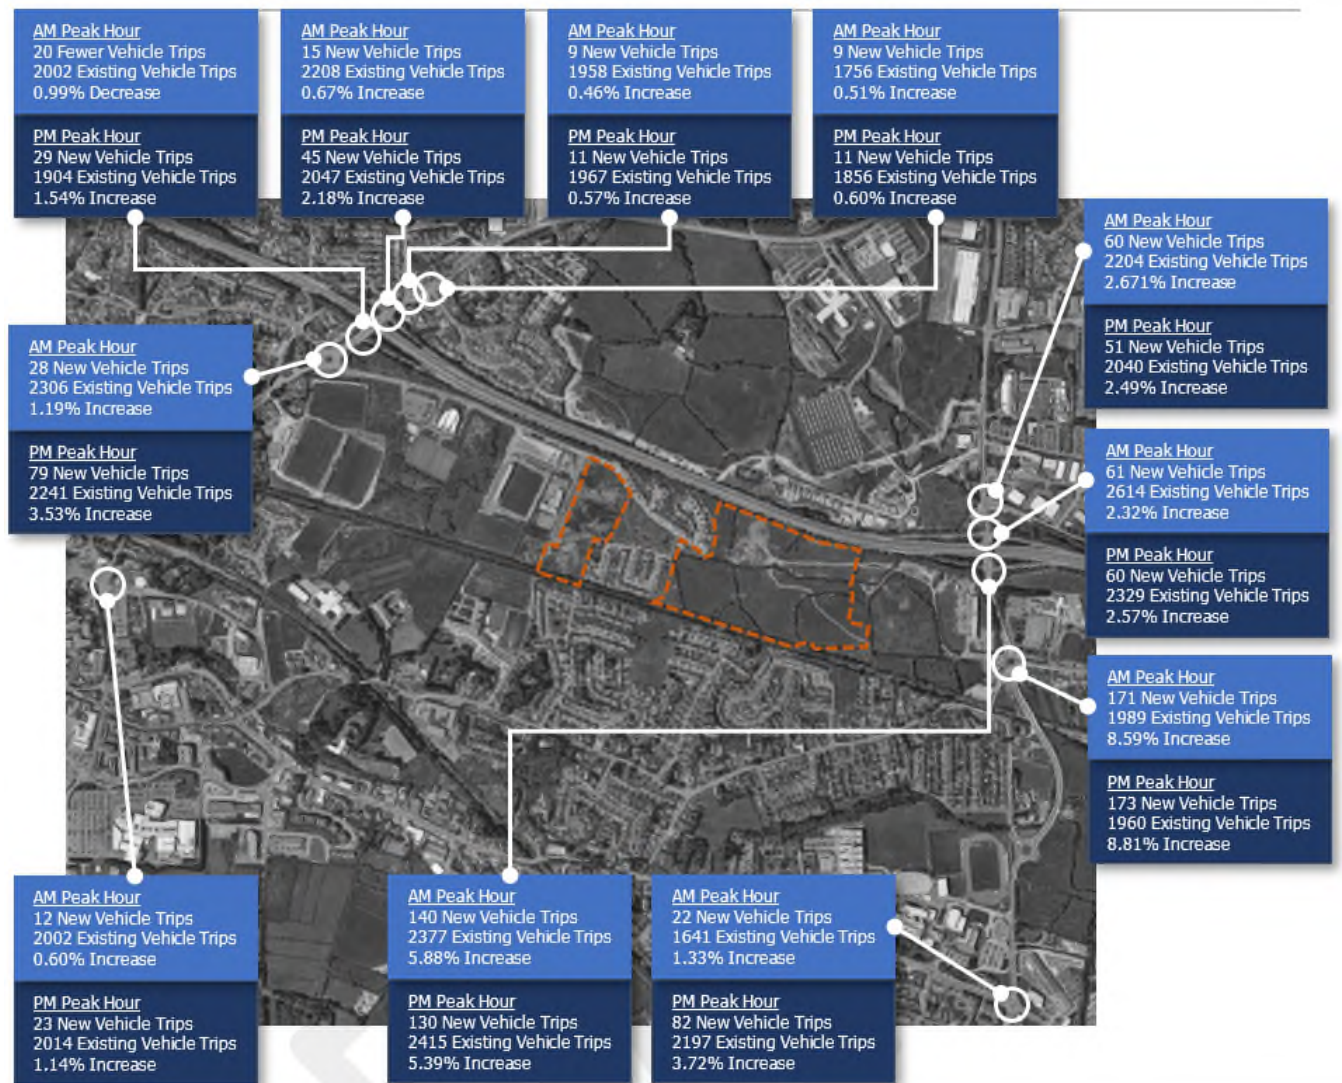 AM Peak Hour
20 Fewer Vehicle Trips
2002 Existing Vehicle Trips
0.99% Decrease
PM Peak Hour
29 New Vehicle Trips
1904 Existing Vehicle Trips
1.54% Increase
AM Peak Hour
15 New Vehicle Trips
2208 Existing Vehicle Trips
0.67% Increase
PM Peak Hour
45 New Vehicle Trips
2047 Existing Vehicle Trips
2.18% Increase
AM Peak Hour
9 New Vehicle Trips
1958 Existing Vehicle Trips
0.46% Increase
PM Peak Hour
11 New Vehicle Trips
1967 Existing Vehicle Trips
0.57% Increase
AM Peak Hour
9 New Vehicle Trips
1756 Existing Vehicle Trips
0.51% Increase
PM Peak Hour
11 New Vehicle Trips
1856 Existing Vehicle Trips
0.60% Increase
AM Peak Hour
60 New Vehicle Trips
2204 Existing Vehicle Trips
2.671% Increase
PM Peak Hour
51 New Vehicle Trips
2040 Existing Vehicle Trips
2.49% Increase
AM Peak Hour
28 New Vehicle Trips
2306 Existing Vehicle Trips
1.19% Increase
PM Peak Hour
79 New Vehicle Trips
2241 Existing Vehicle Trips
3.53% Increase
AM Peak Hour
61 New Vehicle Trips
2614 Existing Vehicle Trips
2.32% Increase
PM Peak Hour
60 New Vehicle Trips
2329 Existing Vehicle Trips
2.57% Increase
AM Peak Hour
171 New Vehicle Trips
1989 Existing Vehicle Trips
8.59% Increase
PM Peak Hour
173 New Vehicle Trips
1960 Existing Vehicle Trips
8.81% Increase
AM Peak Hour
12 New Vehicle Trips
2002 Existing Vehicle Trips
0.60% Increase
PM Peak Hour
23 New Vehicle Trips
2014 Existing Vehicle Trips
1.14% Increase
AM Peak Hour
140 New Vehicle Trips
2377 Existing Vehicle Trips
5.88% Increase
PM Peak Hour
130 New Vehicle Trips
2415 Existing Vehicle Trips
5.39% Increase
AM Peak Hour
22 New Vehicle Trips
1641 Existing Vehicle Trips
1.33% Increase
PM Peak Hour
82 New Vehicle Trips
2197 Existing Vehicle Trips
3.72% Increase